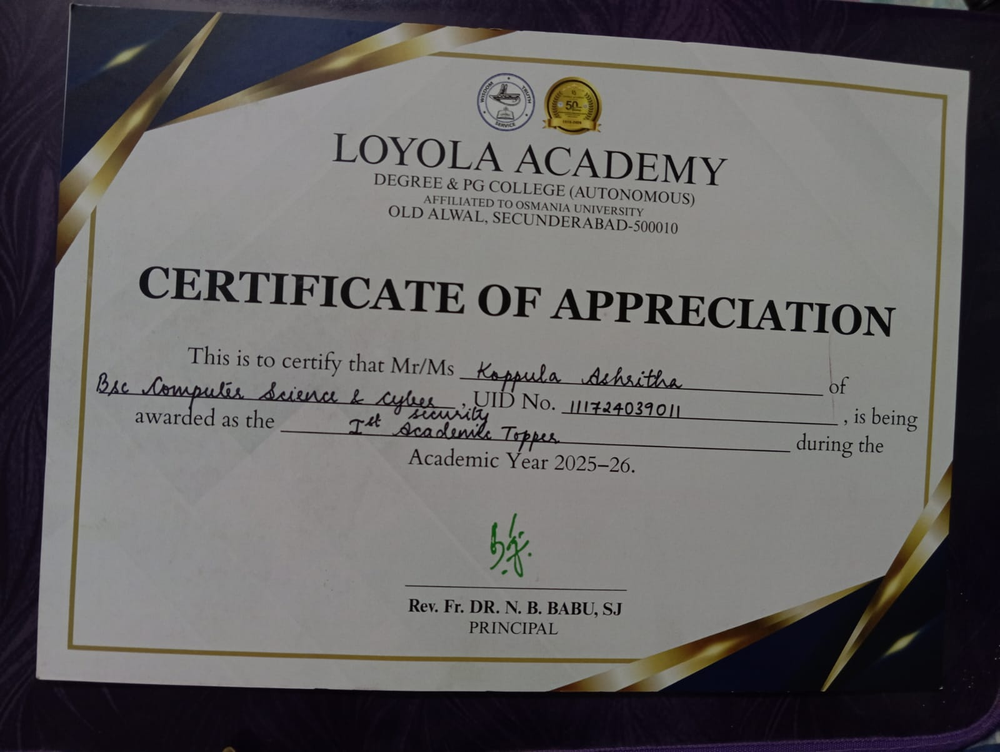 WISDOM TRUTH
SERVICE
50
LOYOLA ACADEMY
DEGREE & PG COLLEGE (AUTONOMOUS)
AFFILIATED TO OSMANIA UNIVERSITY
OLD ALWAL, SECUNDERABAD-500010
CERTIFICATE OF APPRECIATION
This is to certify that Mr/Ms Koppula Ashritha of
Bsc Computer Science & Cyber security, UID No. 111724039011, is being
awarded as the Ist Academic Topper during the
Academic Year 2025–26.
Rev. Fr. DR. N. B. BABU, SJ
PRINCIPAL